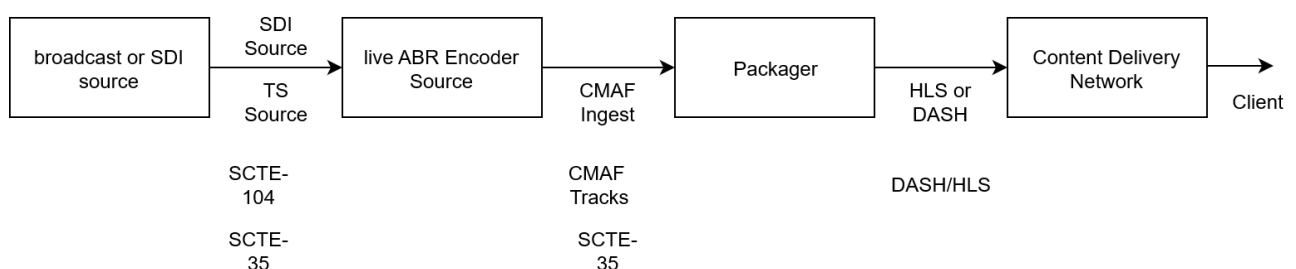 broadcast or SDI
source
SDI
Source
TS
Source
live ABR Encoder
Source
CMAF
Ingest
Packager
HLS or
DASH
Content Delivery
Network
Client
SCTE-
104
CMAF
Tracks
DASH/HLS
SCTE-
35
SCTE-
35